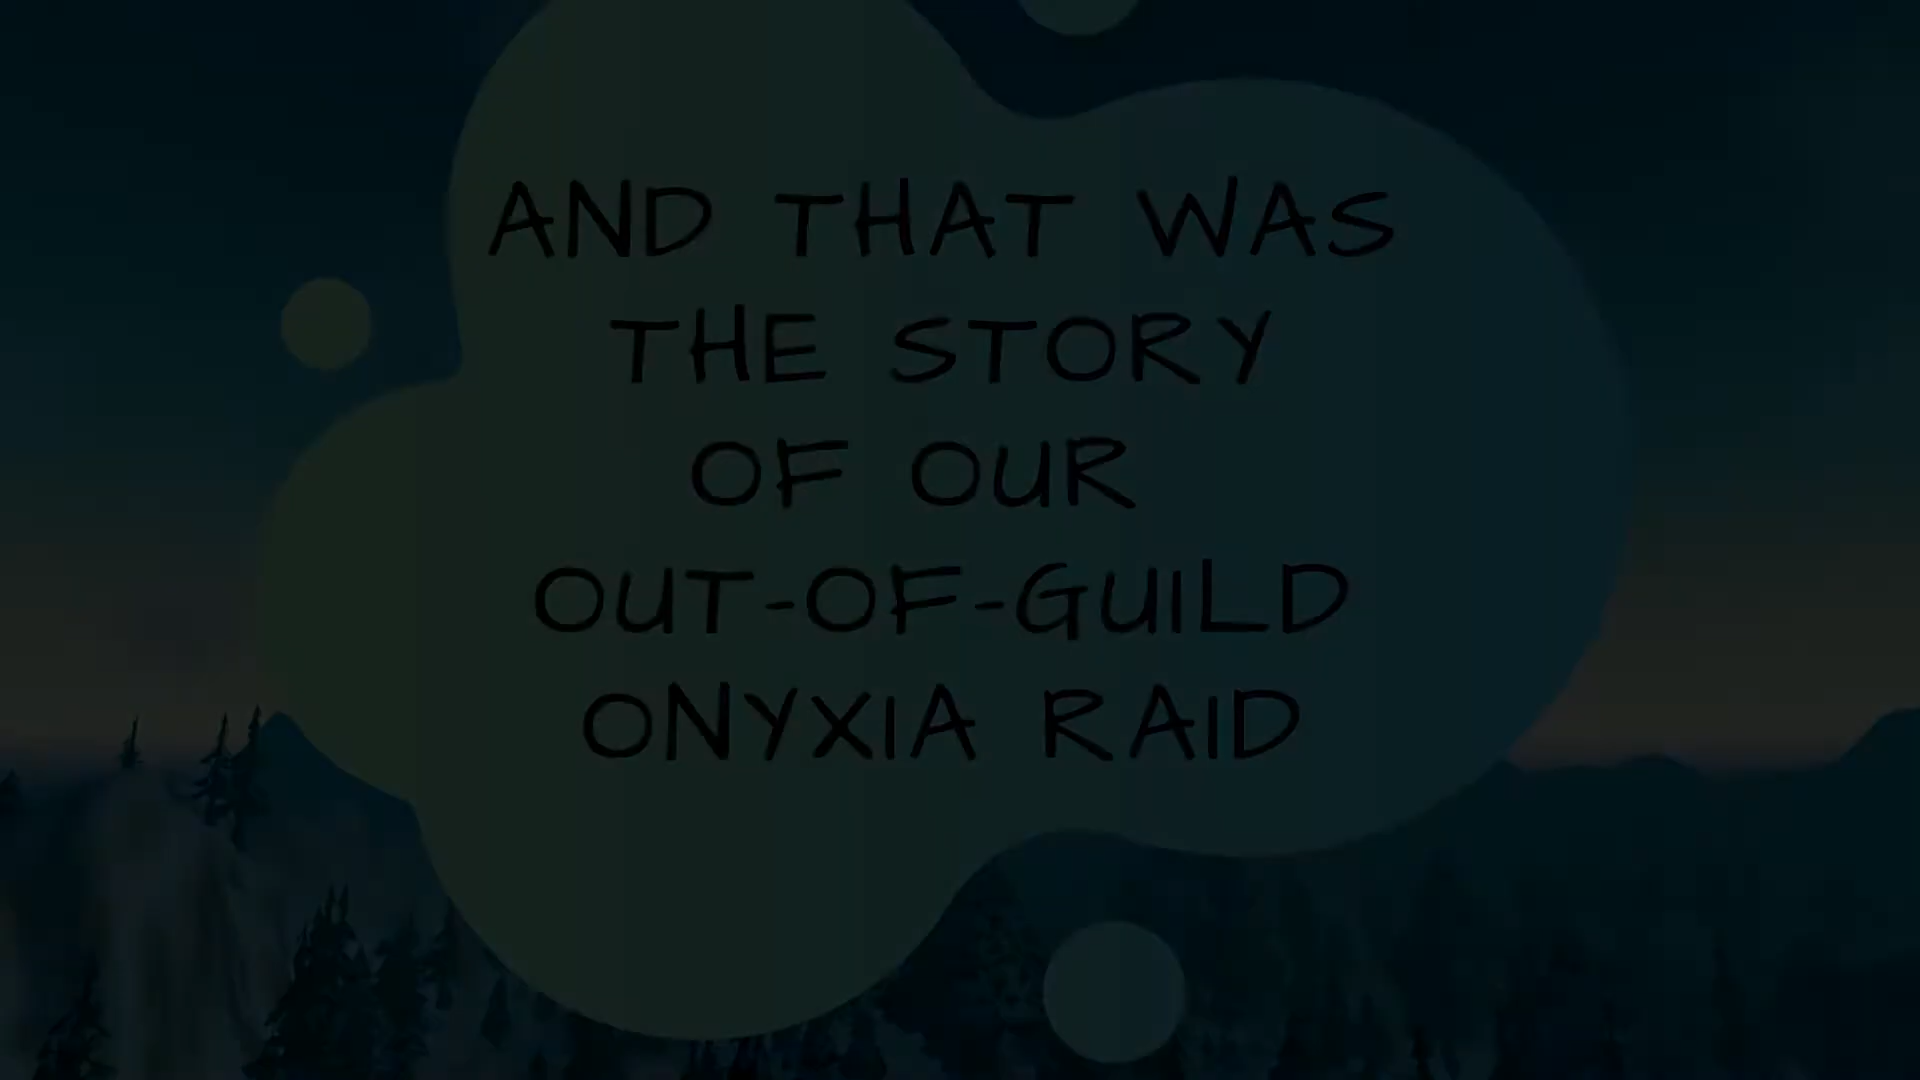 AND THAT WAS
THE STORY
OF OUR
OUT-OF-GUILD
ONYXIA RAID